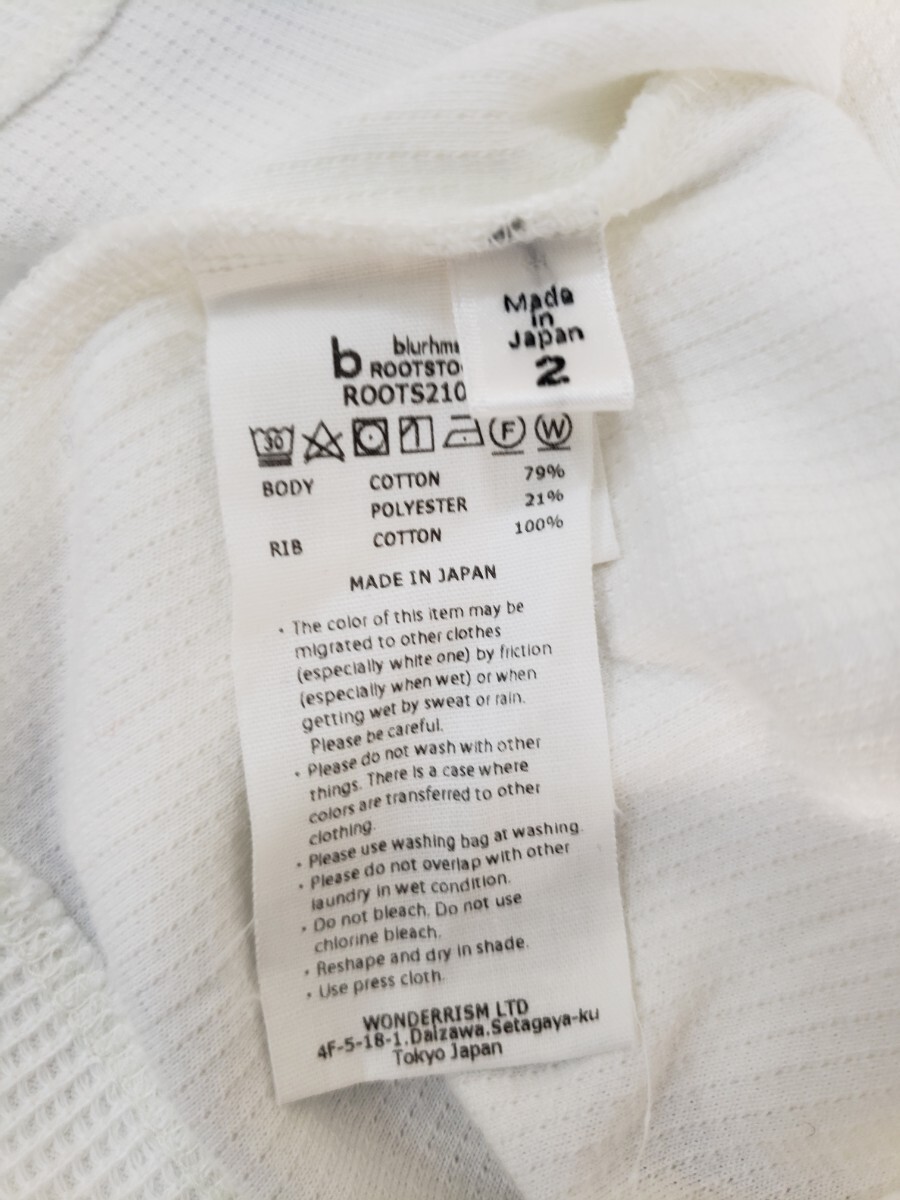 Made
in
Japan
2
b
ROOTS210
30
F W
BODY COTTON 79%
POLYESTER 21%
RIB COTTON 100%
MADE IN JAPAN
• The color of this item may be
migrated to other clothes
(especially white one) by friction
(especially when wet) or when
getting wet by sweat or rain.
Please be careful.
• Please do not wash with other
things. There is a case where
colors are transferred to other
clothing.
• Please use washing bag at washing.
• Please do not overlap with other
laundry in wet condition.
• Do not bleach. Do not use
chlorine bleach.
• Reshape and dry in shade.
• Use press cloth.
WONDERRISM LTD
4F-5-18-1,Daizawa,Setagaya-ku
Tokyo Japan